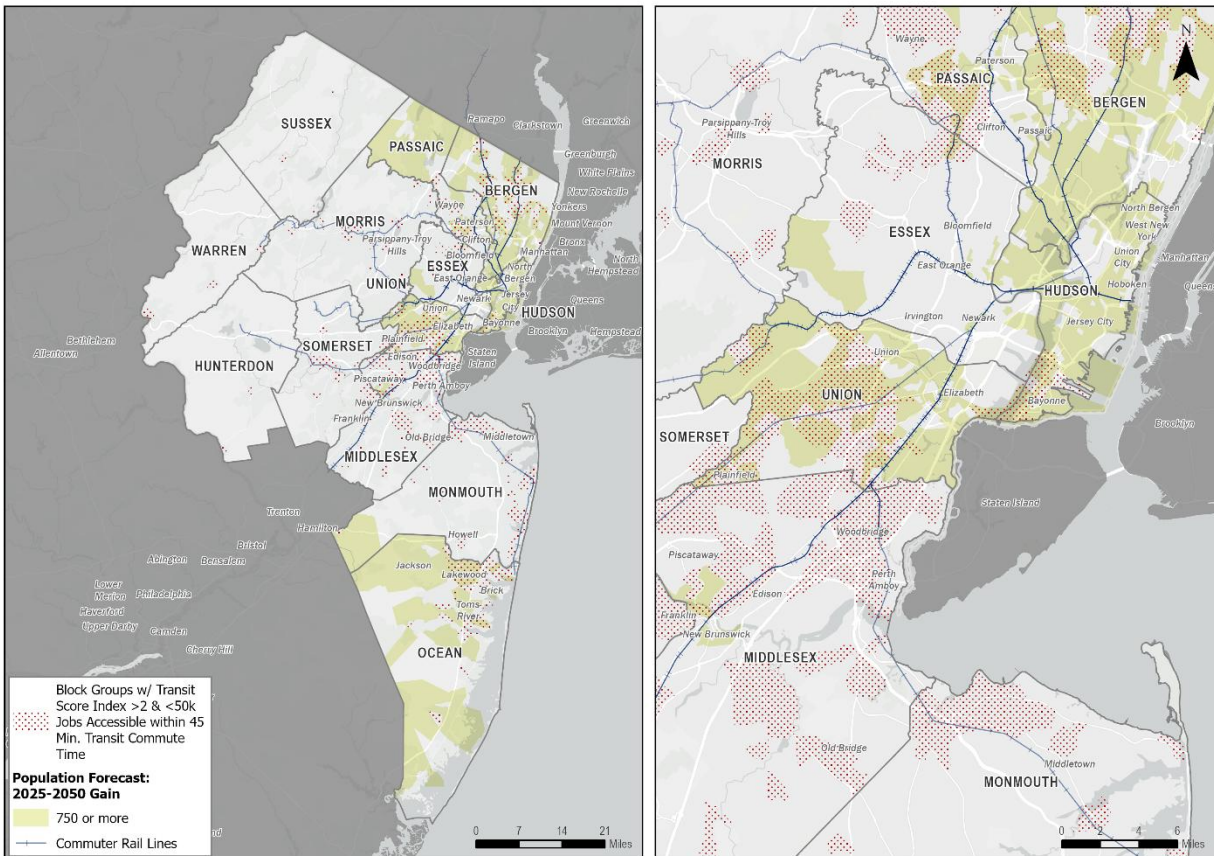 SUSSEX
PASSAIC
Ramapo
Clarkstown
Greenwich
Greenburgh
White Plains
New Rochelle
Yonkers
Mount Vernon
BERGEN
Wayne
MORRIS
Paterson
Parsippany-Troy
Hills
Clifton
Bloomfield
Manhattan
Bronx
North
Hempstead
WARREN
ESSEX
East Orange
North
Bergen
UNION
Newark
Jersey
City
Queens
HUDSON
Union
Elizabeth
Bayonne
Brooklyn
Hempstead
Bethlehem
Allentown
SOMERSET
Plainfield
Edison
Woodbridge
Staten
Island
HUNTERDON
Piscataway
Perth Amboy
New Brunswick
Franklin
Old Bridge
Middletown
MIDDLESEX
MONMOUTH
Trenton
Hamilton
Howell
Bristol
Abington
Bensalem
Jackson
Lakewood
Brick
Lower
Merion
Philadelphia
Haverford
Upper Darby
Camden
Toms
River
Cherry Hill
OCEAN
Block Groups w/ Transit
Score Index >2 & <50k
Jobs Accessible within 45
Min. Transit Commute
Time
Population Forecast:
2025-2050 Gain
750 or more
Commuter Rail Lines
0 7 14 21
Miles
N
Wayne
Paterson
PASSAIC
BERGEN
Parsippany-Troy
Hills
Clifton
Passaic
MORRIS
North Bergen
West New
York
ESSEX
Bloomfield
Union
City
Manhattan
East Orange
Hoboken
HUDSON
Queens
Irvington
Newark
Jersey City
Union
UNION
Elizabeth
Bayonne
Brooklyn
SOMERSET
Plainfield
Staten Island
Woodbridge
Piscataway
Perth
Amboy
Edison
Franklin
New Brunswick
MIDDLESEX
Old Bridge
Middletown
MONMOUTH
0 2 4 6
Miles